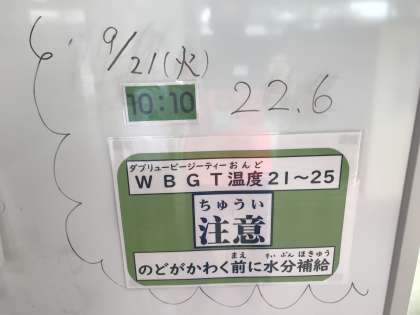 9/21(火)
10:10 22.6
ダブリュービージーティーおんど
WBGT温度21～25
ちゅうい
注意
まえ すいぶんほきゅう
のどがかわく前に水分補給